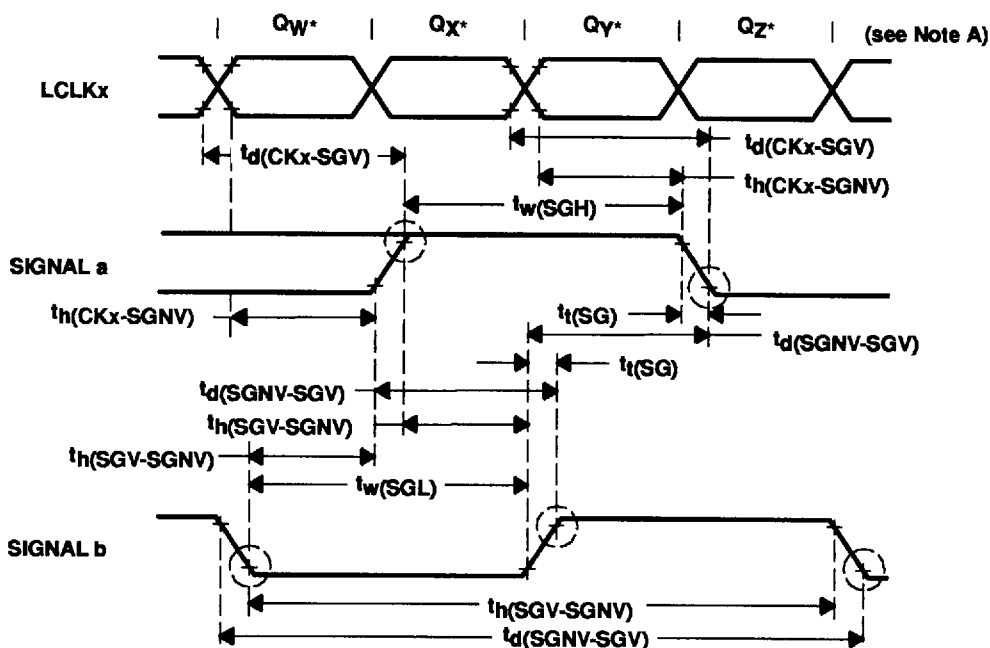 QW* QX* QY* QZ* (see Note A)
LCLKx
td(CKx-SGV) td(CKx-SGV)
th(CKx-SGNV)
tw(SGH)
SIGNAL a
th(CKx-SGNV) tt(SG)
td(SGNV-SGV)
tt(SG)
td(SGNV-SGV)
th(SGV-SGNV)
th(SGV-SGNV)
tw(SGL)
SIGNAL b
th(SGV-SGNV)
td(SGNV-SGV)